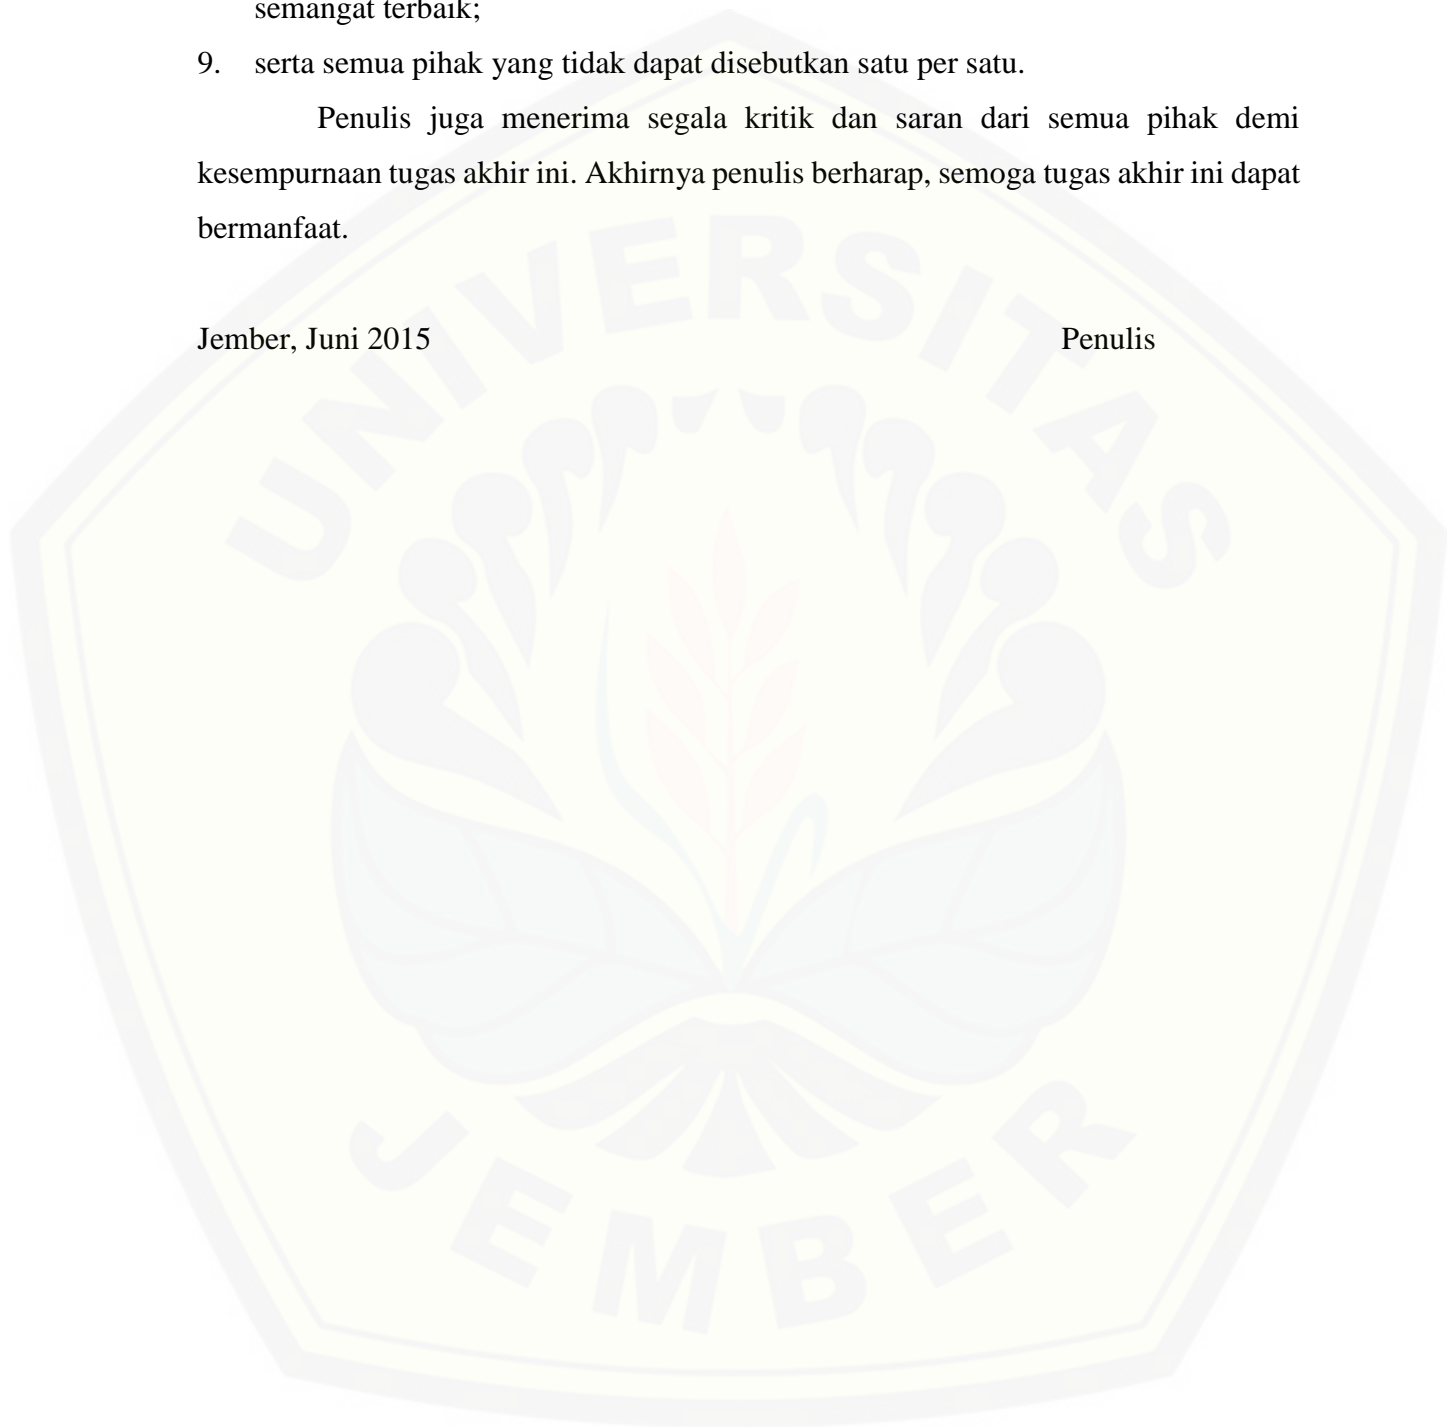 semangat terbaik;
9. serta semua pihak yang tidak dapat disebutkan satu per satu.
Penulis juga menerima segala kritik dan saran dari semua pihak demi
kesempurnaan tugas akhir ini. Akhirnya penulis berharap, semoga tugas akhir ini dapat
bermanfaat.
Jember, Juni 2015 Penulis
UNIVERSITAS
JEMBER